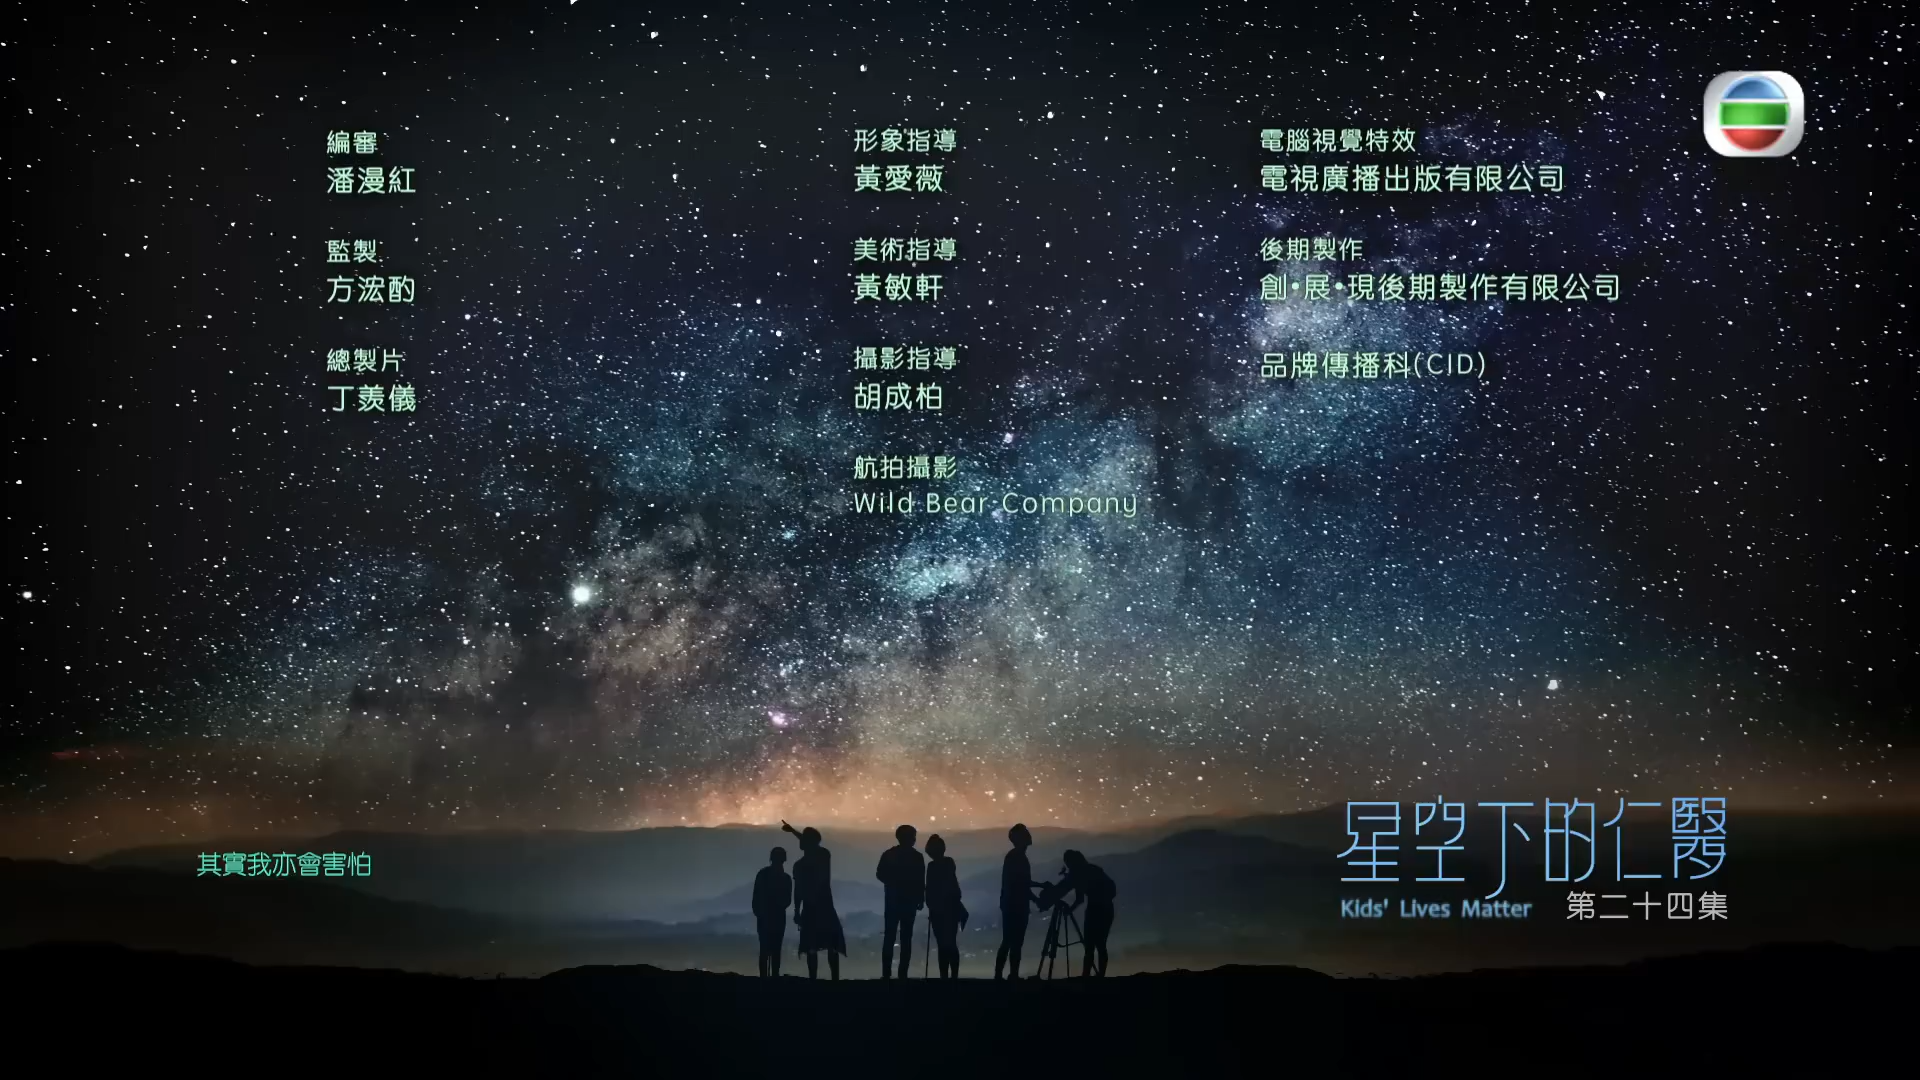 編審
潘漫紅
監製
方浤酌
總製片
丁羨儀
形象指導
黃愛薇
美術指導
黃敏軒
攝影指導
胡成柏
航拍攝影
Wild Bear Company
電腦視覺特效
電視廣播出版有限公司
後期製作
創•展•現後期製作有限公司
品牌傳播科(CID)
其實我亦會害怕
星空下的仁醫
Kids' Lives Matter 第二十四集